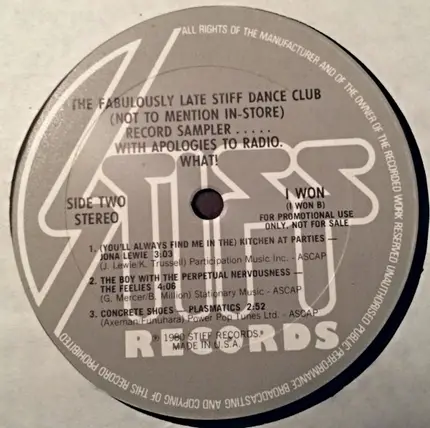 ALL RIGHTS OF THE MANUFACTURER AND OF THE OWNER OF THE RECORDED WORK RESERVED UNAUTHORISED PUBLIC PERFORMANCE BROADCASTING AND COPYING OF THIS RECORD PROHIBITED
THE FABULOUSLY LATE STIFF DANCE CLUB
(NOT TO MENTION IN-STORE)
RECORD SAMPLER . . . . .
WITH APOLOGIES TO RADIO.
WHAT!
STIFF
SIDE TWO
STEREO
I WON
(I WON B)
FOR PROMOTIONAL USE
ONLY, NOT FOR SALE
1. (YOU'LL ALWAYS FIND ME IN THE) KITCHEN AT PARTIES —
JONA LEWIE 3:03
(J. Lewie/K. Trussell) Participation Music Inc. - ASCAP
2. THE BOY WITH THE PERPETUAL NERVOUSNESS —
THE FEELIES 4:06
(G. Mercer/B. Million) Stationary Music - ASCAP
3. CONCRETE SHOES — PLASMATICS 2:52
(Axeman Funuhara) Power Pop Tunes Ltd. - ASCAP
RECORDS
℗ 1980 STIFF RECORDS.
MADE IN U.S.A.